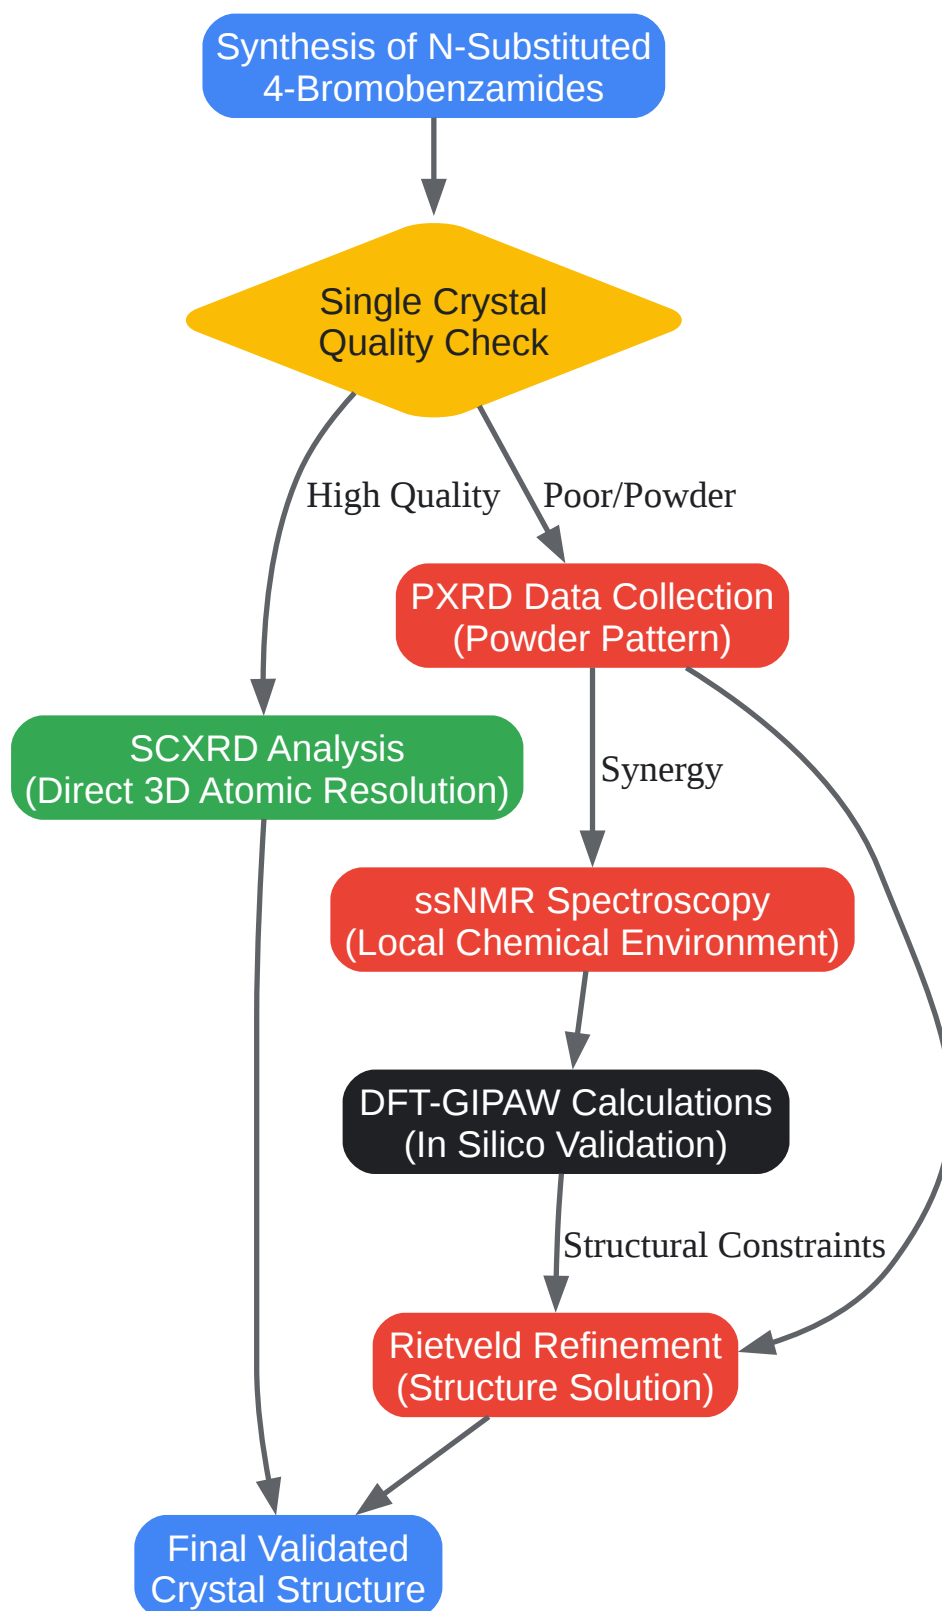 Synthesis of N-Substituted
4-Bromobenzamides
Single Crystal
Quality Check
High Quality
Poor/Powder
PXRD Data Collection
(Powder Pattern)
SCXRD Analysis
(Direct 3D Atomic Resolution)
Synergy
ssNMR Spectroscopy
(Local Chemical Environment)
DFT-GIPAW Calculations
(In Silico Validation)
Structural Constraints
Rietveld Refinement
(Structure Solution)
Final Validated
Crystal Structure